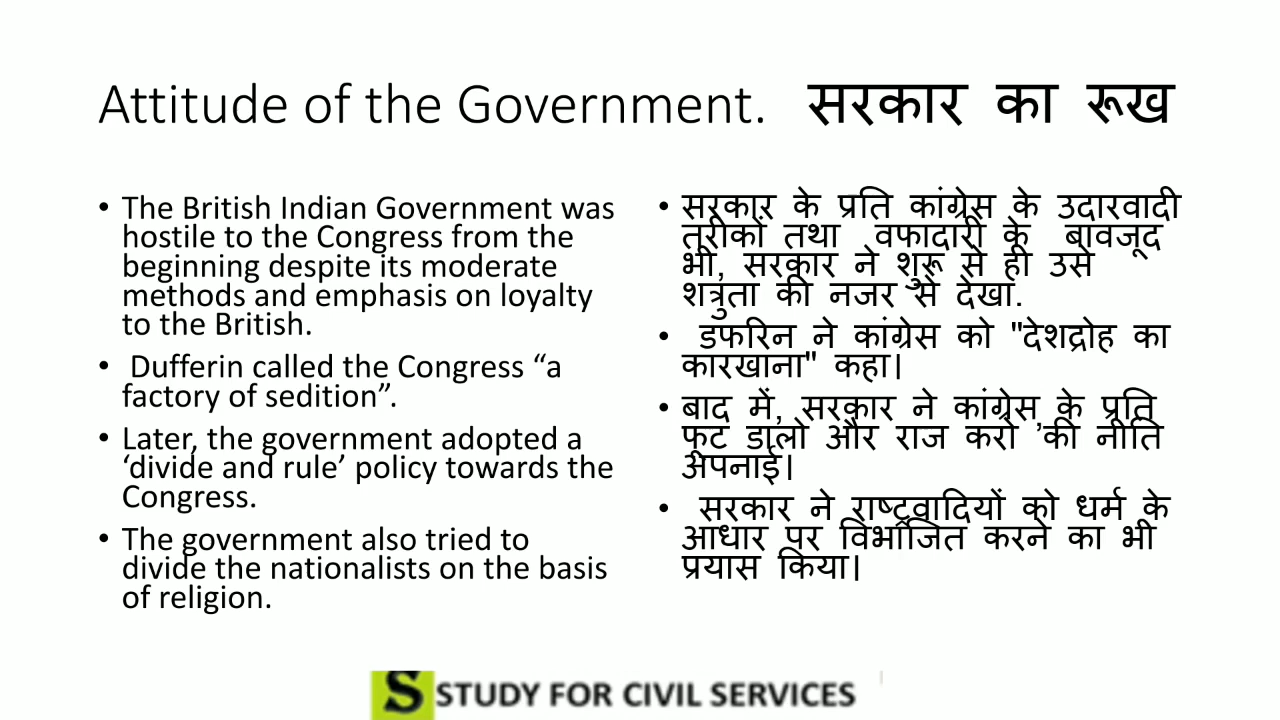 Attitude of the Government. सरकार का रूख
• The British Indian Government was
hostile to the Congress from the
beginning despite its moderate
methods and emphasis on loyalty
to the British.
• Dufferin called the Congress “a
factory of sedition”.
• Later, the government adopted a
‘divide and rule’ policy towards the
Congress.
• The government also tried to
divide the nationalists on the basis
of religion.
• सरकार के प्रति कांग्रेस के उदारवादी
तरीकों तथा वफादारी के बावजूद
भी, सरकार ने शुरू से ही उसे
शत्रुता की नजर से देखा.
• डफरिन ने कांग्रेस को "देशद्रोह का
कारखाना" कहा।
• बाद में, सरकार ने कांग्रेस के प्रति
फूट डालो और राज करो ’की नीति
अपनाई।
• सरकार ने राष्ट्रवादियों को धर्म के
आधार पर विभाजित करने का भी
प्रयास किया।
S STUDY FOR CIVIL SERVICES